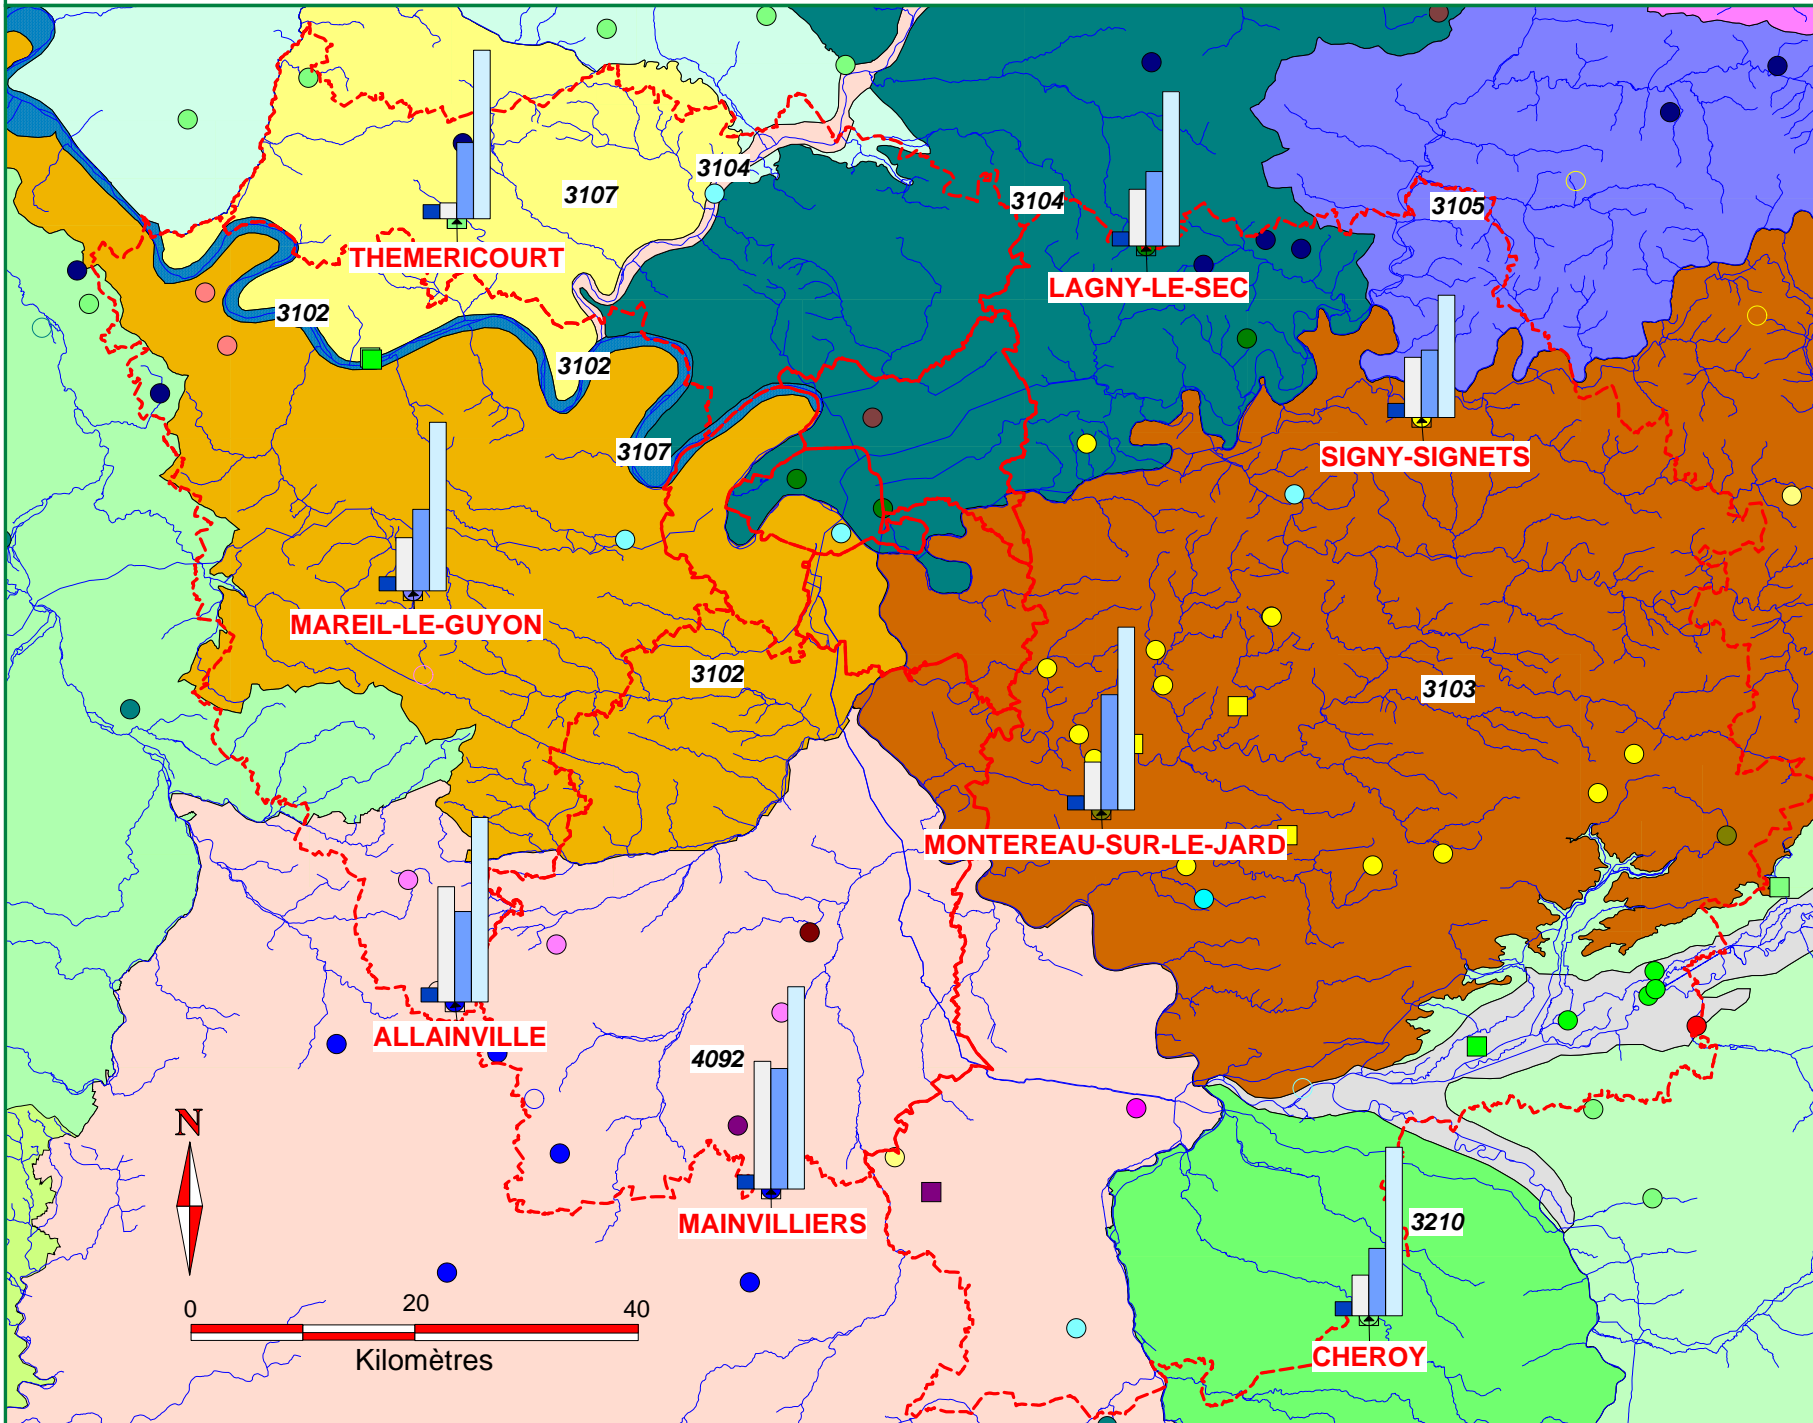 3104
3107
3104
3105
THEMERICOURT
LAGNY-LE-SEC
3102
3102
3107
SIGNY-SIGNETS
MAREIL-LE-GUYON
3102
3103
MONTEREAU-SUR-LE-JARD
ALLAINVILLE
4092
N
MAINVILLIERS
3210
0 20 40
Kilomètres
CHEROY